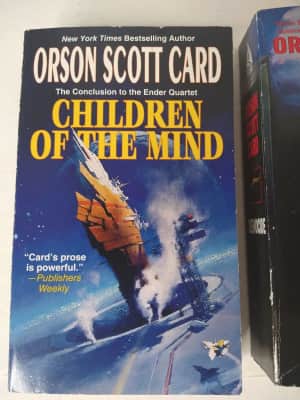 New York Times Bestselling Author
ORSON SCOTT CARD
The Conclusion to the Ender Quartet
CHILDREN
OF THE MIND
“Card’s prose
is powerful.”
—Publishers
Weekly
OR